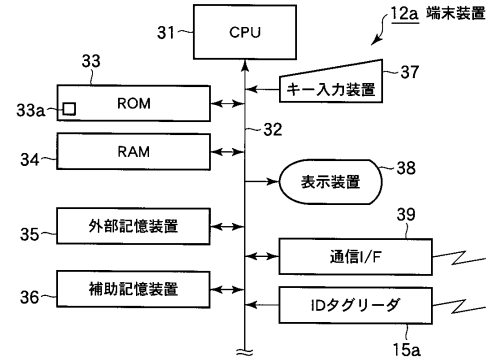 12a 端末装置
31
CPU
33
37
33a
ROM
キー入力装置
32
34
RAM
38
表示装置
39
35
外部記憶装置
通信I/F
36
補助記憶装置
IDタグリーダ
15a